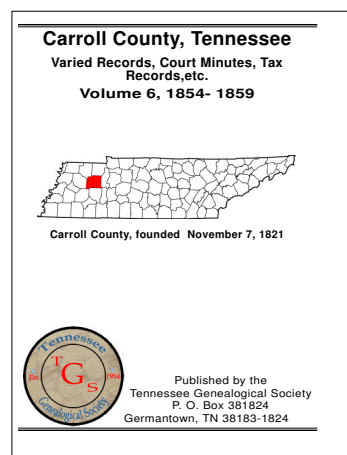 Carroll County, Tennessee
Varied Records, Court Minutes, Tax
Records,etc.
Volume 6, 1854- 1859
Carroll County, founded November 7, 1821
Tennessee
Est 1954
T
G
S
Genealogical Society
Published by the
Tennessee Genealogical Society
P. O. Box 381824
Germantown, TN 38183-1824